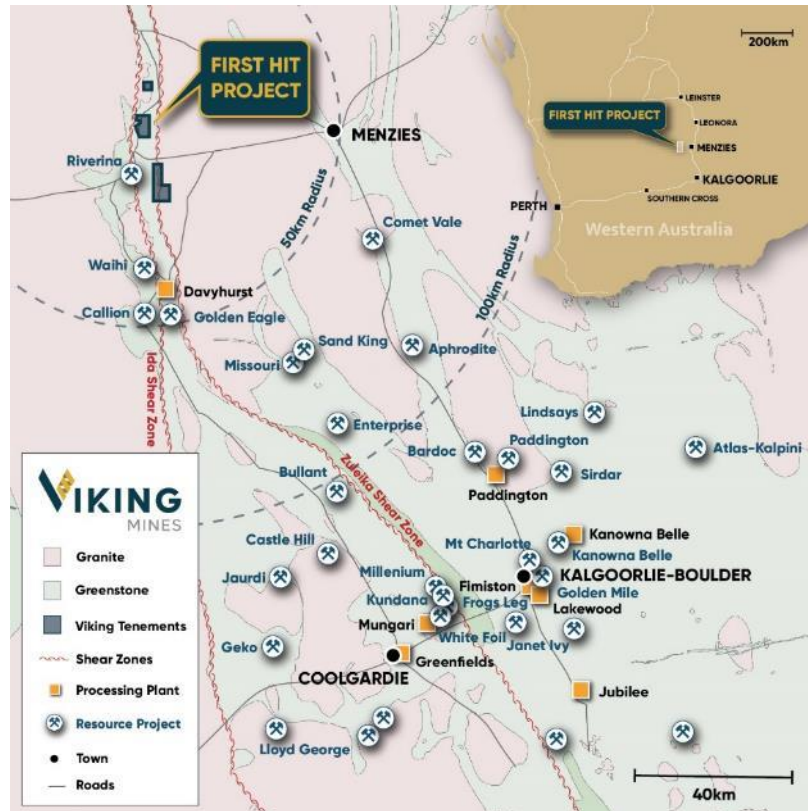 FIRST HIT
PROJECT
200km
LEINSTER
LEONORA
FIRST HIT PROJECT
MENZIES
KALGOORLIE
SOUTHERN CROSS
PERTH
Western Australia
MENZIES
Riverina
50km Radius
Comet Vale
100km Radius
Waihi
Davyhurst
Callion
Golden Eagle
Sand King
Missouri
Aphrodite
Ida Shear Zone
Lindsays
Enterprise
Zuleika Shear Zone
Bardoc
Paddington
Atlas-Kalpini
Sirdar
Paddington
Bullant
Kanowna Belle
Mt Charlotte
Kanowna Belle
Castle Hill
Millenium
Fimiston
KALGOORLIE-BOULDER
Jaurdi
Kundana
Frogs Leg
Golden Mile
Lakewood
Mungari
White Foil
Janet Ivy
Geko
Greenfields
COOLGARDIE
Jubilee
Lloyd George
40km
VIKING
MINES
Granite
Greenstone
Viking Tenements
Shear Zones
Processing Plant
Resource Project
Town
Roads